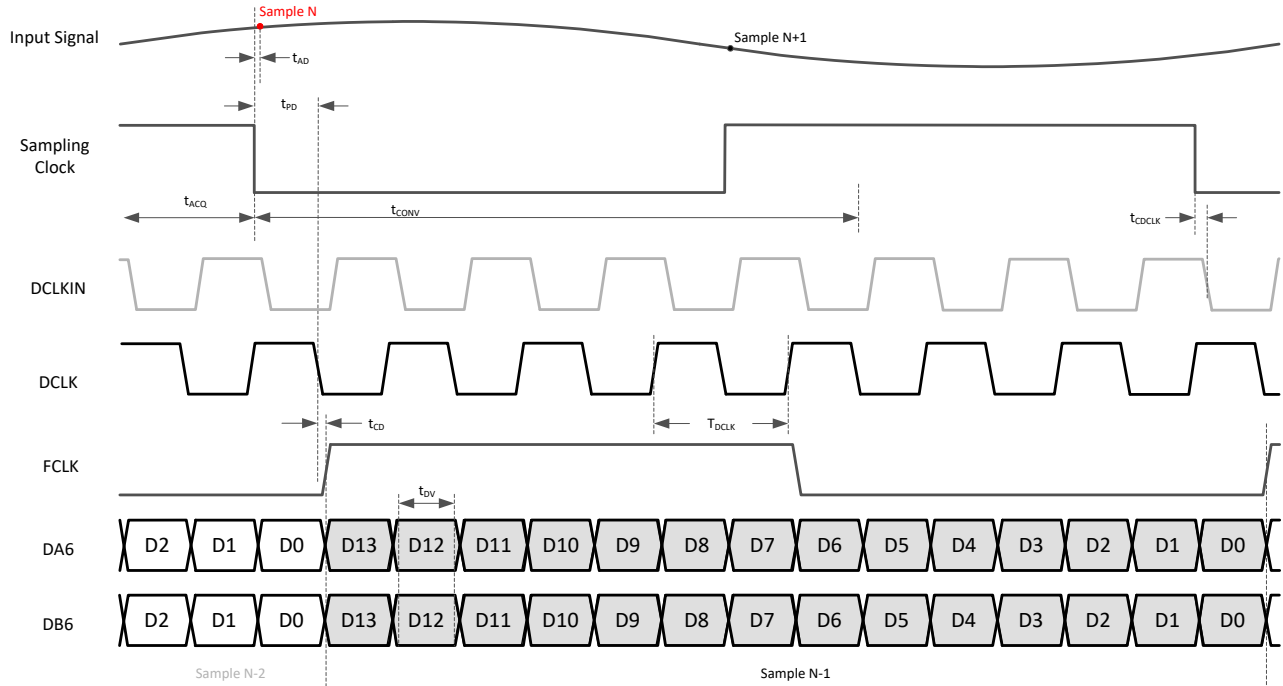 Sample N
Input Signal
Sample N+1
tAD
tPD
Sampling
Clock
tACQ
tCONV
tCDCLK
DCLKIN
DCLK
tCD
TDCLK
FCLK
tDV
DA6 D2 D1 D0 D13 D12 D11 D10 D9 D8 D7 D6 D5 D4 D3 D2 D1 D0
DB6 D2 D1 D0 D13 D12 D11 D10 D9 D8 D7 D6 D5 D4 D3 D2 D1 D0
Sample N-2 Sample N-1